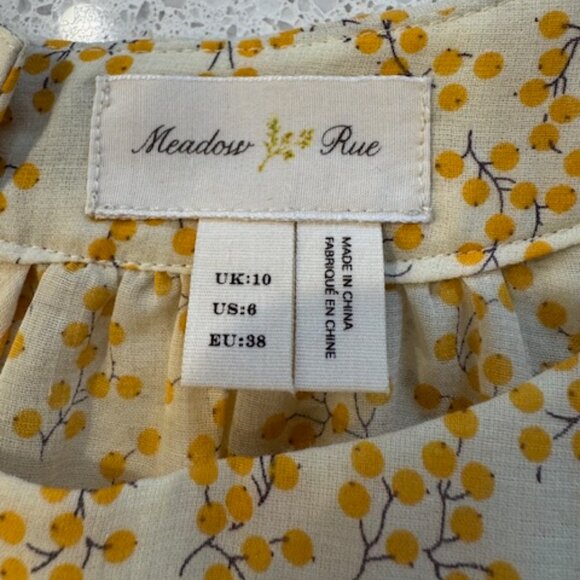 Meadow Rue
UK:10
US:6
EU:38
MADE IN CHINA
FABRIQUÉ EN CHINE